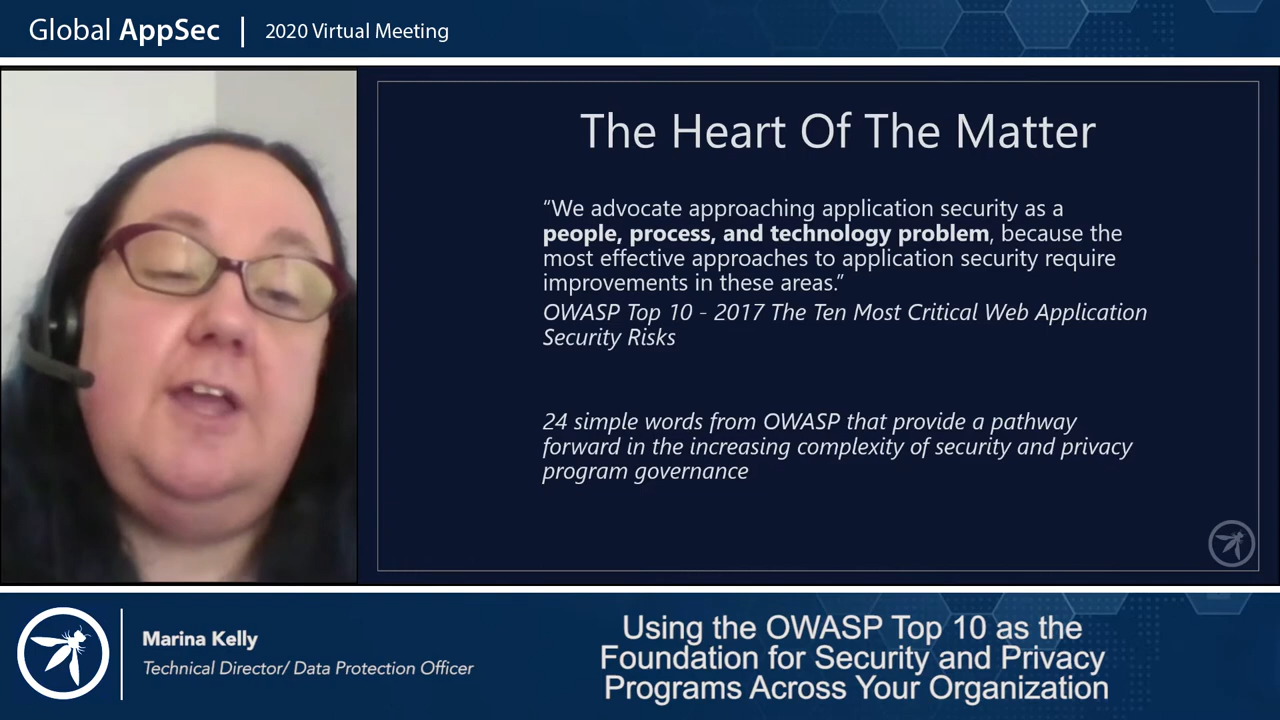 Global AppSec | 2020 Virtual Meeting
The Heart Of The Matter
“We advocate approaching application security as a
people, process, and technology problem, because the
most effective approaches to application security require
improvements in these areas.”
OWASP Top 10 - 2017 The Ten Most Critical Web Application
Security Risks
24 simple words from OWASP that provide a pathway
forward in the increasing complexity of security and privacy
program governance
Marina Kelly
Technical Director/ Data Protection Officer
Using the OWASP Top 10 as the
Foundation for Security and Privacy
Programs Across Your Organization